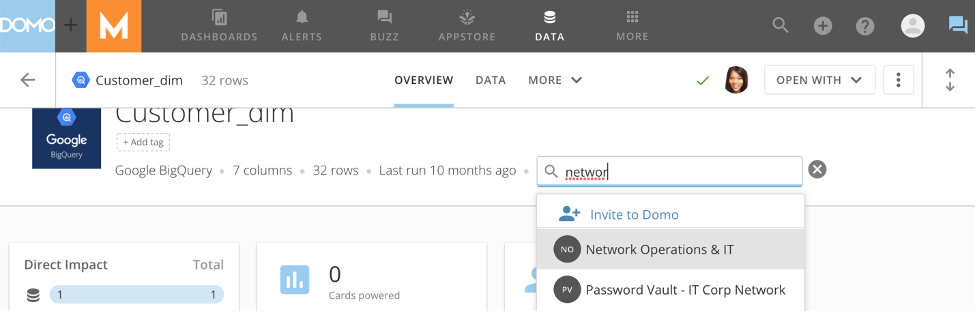 DOMO + M DASHBOARDS ALERTS BUZZ APPSTORE DATA MORE
Customer_dim 32 rows OVERVIEW DATA MORE OPEN WITH
Customer_dim
Google
BigQuery
+ Add tag
Google BigQuery • 7 columns • 32 rows • Last run 10 months ago • networ
Invite to Domo
NO Network Operations & IT
PV Password Vault - IT Corp Network
Direct Impact Total
1 1
0
Cards powered